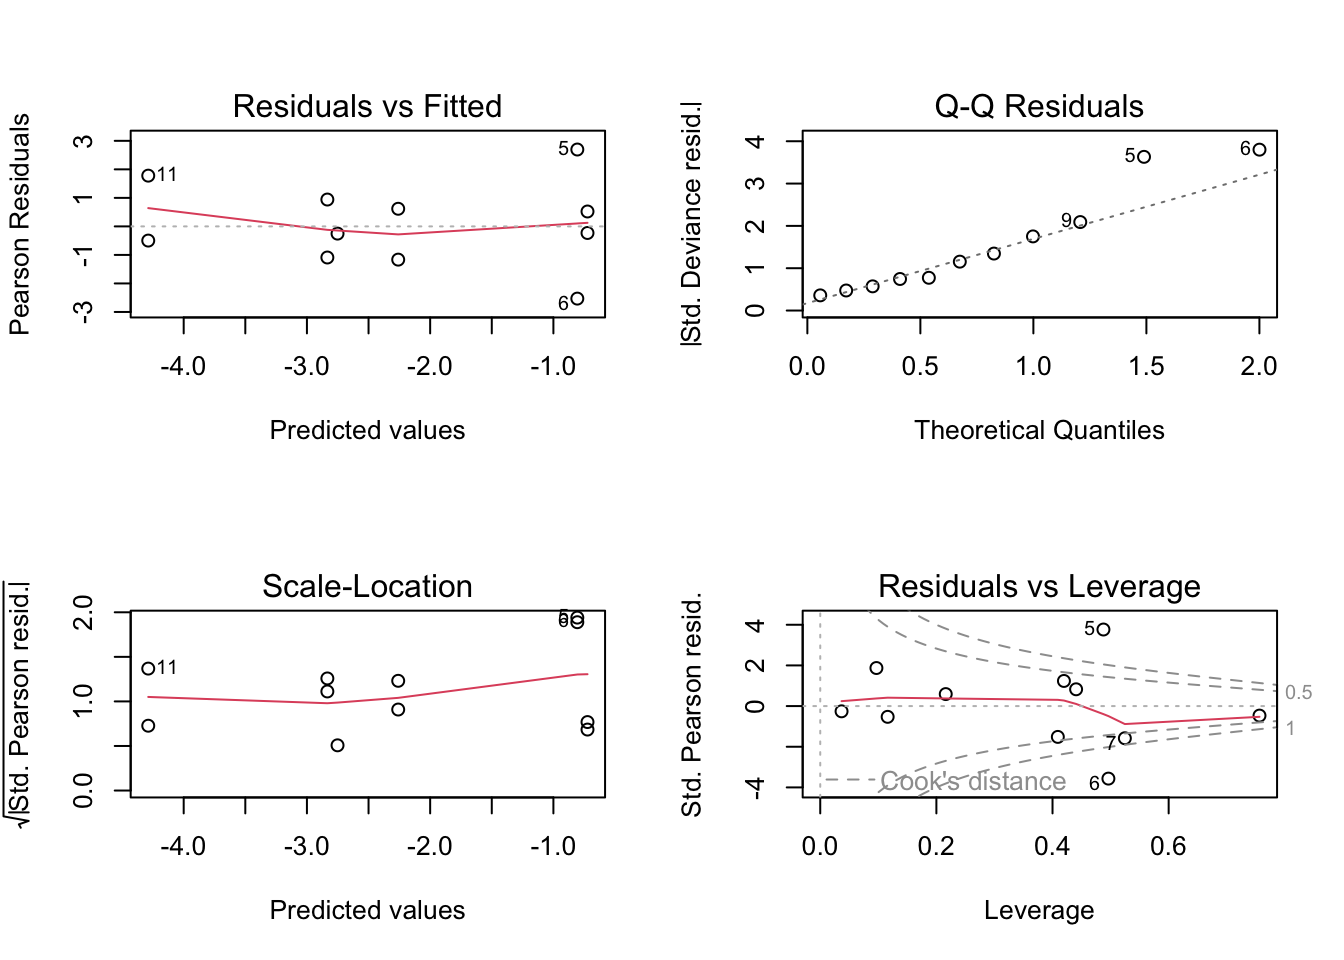 Residuals vs Fitted
Pearson Residuals
3
1
-1
-3
5
11
6
-4.0 -3.0 -2.0 -1.0
Predicted values
Q-Q Residuals
|Std. Deviance resid.|
4
3
2
1
0
5
6
9
0.0 0.5 1.0 1.5 2.0
Theoretical Quantiles
Scale-Location
√|Std. Pearson resid.|
2.0
1.0
0.0
5
6
11
-4.0 -3.0 -2.0 -1.0
Predicted values
Residuals vs Leverage
Std. Pearson resid.
4
2
0
-4
5
0.5
1
7
6
Cook's distance
0.0 0.2 0.4 0.6
Leverage